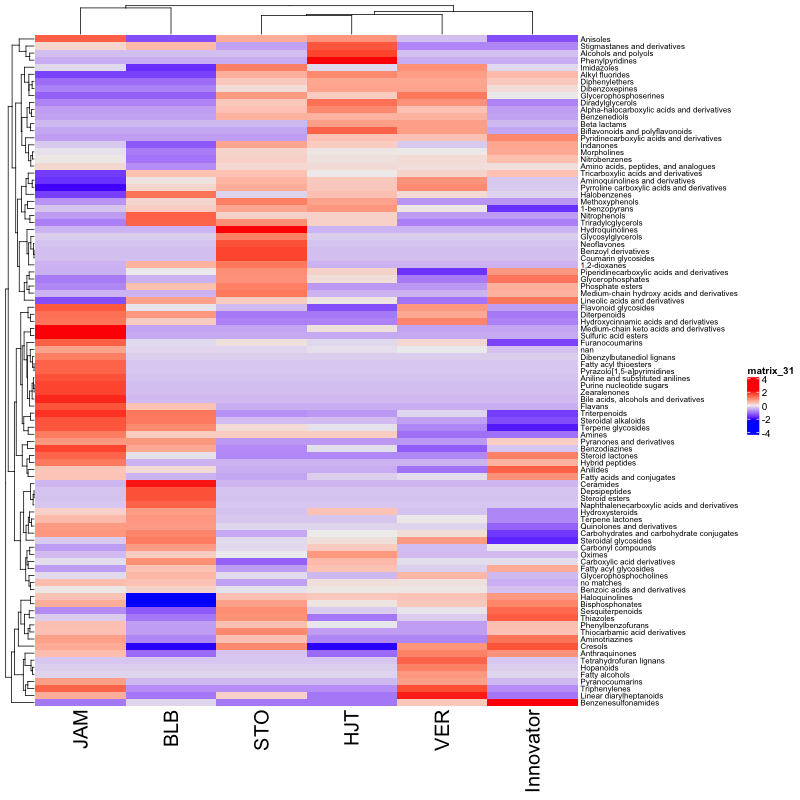 Anisoles
Stigmastanes and derivatives
Alcohols and polyols
Phenylpyridines
Imidazoles
Alkyl fluorides
Diphenylethers
Dibenzoxepines
Glycerophosphoserines
Diradylglycerols
Alpha-halocarboxylic acids and derivatives
Benzenediols
Beta lactams
Biflavonoids and polyflavonoids
Pyridinecarboxylic acids and derivatives
Indanones
Morpholines
Nitrobenzenes
Amino acids, peptides, and analogues
Tricarboxylic acids and derivatives
Aminoquinolines and derivatives
Pyrroline carboxylic acids and derivatives
Halobenzenes
Methoxyphenols
1-benzopyrans
Nitrophenols
Triradylcglycerols
Hydroquinolines
Glycosylglycerols
Neoflavones
Benzoyl derivatives
Coumarin glycosides
1,2-dioxanes
Piperidinecarboxylic acids and derivatives
Glycerophosphates
Phosphate esters
Medium-chain hydroxy acids and derivatives
Lineolic acids and derivatives
Flavonoid glycosides
Diterpenoids
Hydroxycinnamic acids and derivatives
Medium-chain keto acids and derivatives
Sulfuric acid esters
Furanocoumarins
nan
Dibenzylbutanediol lignans
Fatty acyl thioesters
Pyrazolo[1,5-a]pyrimidines
Aniline and substituted anilines
Purine nucleotide sugars
Zearalenones
Bile acids, alcohols and derivatives
Flavans
Triterpenoids
Steroidal alkaloids
Terpene glycosides
Amines
Pyranones and derivatives
Benzodiazines
Steroid lactones
Hybrid peptides
Anilides
Fatty acids and conjugates
Ceramides
Depsipeptides
Steroid esters
Naphthalenecarboxylic acids and derivatives
Hydroxysteroids
Terpene lactones
Quinolones and derivatives
Carbohydrates and carbohydrate conjugates
Steroidal glycosides
Carbonyl compounds
Oximes
Carboxylic acid derivatives
Fatty acyl glycosides
Glycerophosphocholines
no matches
Benzoic acids and derivatives
Haloquinolines
Bisphosphonates
Sesquiterpenoids
Thiazoles
Phenylbenzofurans
Thiocarbamic acid derivatives
Aminotriazines
Cresols
Anthraquinones
Tetrahydrofuran lignans
Hopanoids
Fatty alcohols
Pyranocoumarins
Triphenylenes
Linear diarylheptanoids
Benzenesulfonamides
JAM
BLB
STO
HJT
VER
Innovator
matrix_31
4
2
0
-2
-4